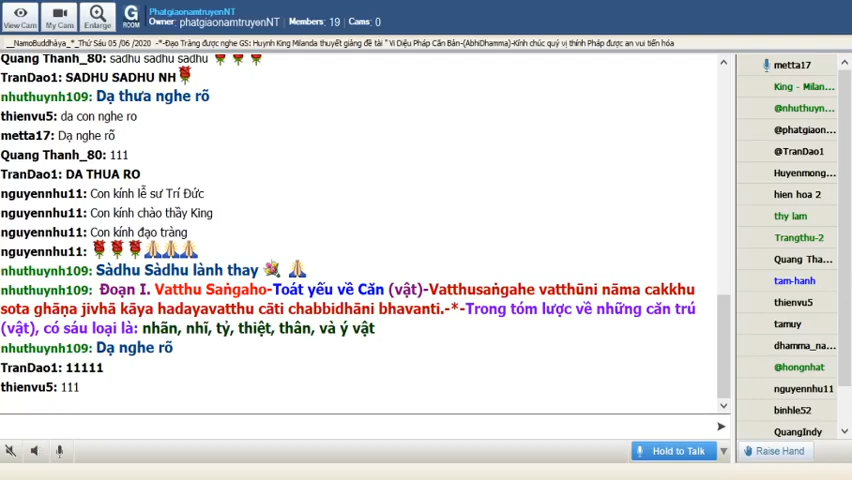 View Cam
My Cam
Enlarge
G
ROOM
PhatgiaonamtruyenNT
Owner: phatgiaonamtruyenNT Members: 19 Cams: 0
__NamoBuddhàya_*_Thứ Sáu 05 /06 /2020 -*-Đạo Tràng được nghe GS: Huynh King Milanda thuyết giảng đề tài " Vi Diệu Pháp Căn Bản-(AbhiDhamma)-Kính chúc quý vị thính Pháp được an vui tiến hóa
Quang Thanh_80: sadhu sadhu sadhu
TranDao1: SADHU SADHU NH
nhuthuynh109: Dạ thưa nghe rõ
thienvu5: da con nghe ro
metta17: Dạ nghe rõ
Quang Thanh_80: 111
TranDao1: DA THUA RO
nguyennhu11: Con kính lễ sư Trí Đức
nguyennhu11: Con kính chào thầy King
nguyennhu11: Con kính đạo tràng
nguyennhu11:
nhuthuynh109: Sàdhu Sàdhu lành thay
nhuthuynh109: Đoạn I. Vatthu Saṅgaho-Toát yếu về Căn (vật)-Vatthusaṅgahe vatthūni nāma cakkhu
sota ghāṇa jivhā kāya hadayavatthu cāti chabbidhāni bhavanti.-*-Trong tóm lược về những căn trú
(vật), có sáu loại là: nhãn, nhĩ, tỷ, thiệt, thân, và ý vật
nhuthuynh109: Dạ nghe rõ
TranDao1: 11111
thienvu5: 111
Hold to Talk
metta17
King - Milan...
@nhuthuyn...
@phatgiaon...
@TranDao1
Huyenmong...
hien hoa 2
thy lam
Trangthu-2
Quang Tha...
tam-hanh
thienvu5
tamuy
dhamma_na...
@hongnhat
nguyennhu11
binhle52
QuangIndy
Raise Hand